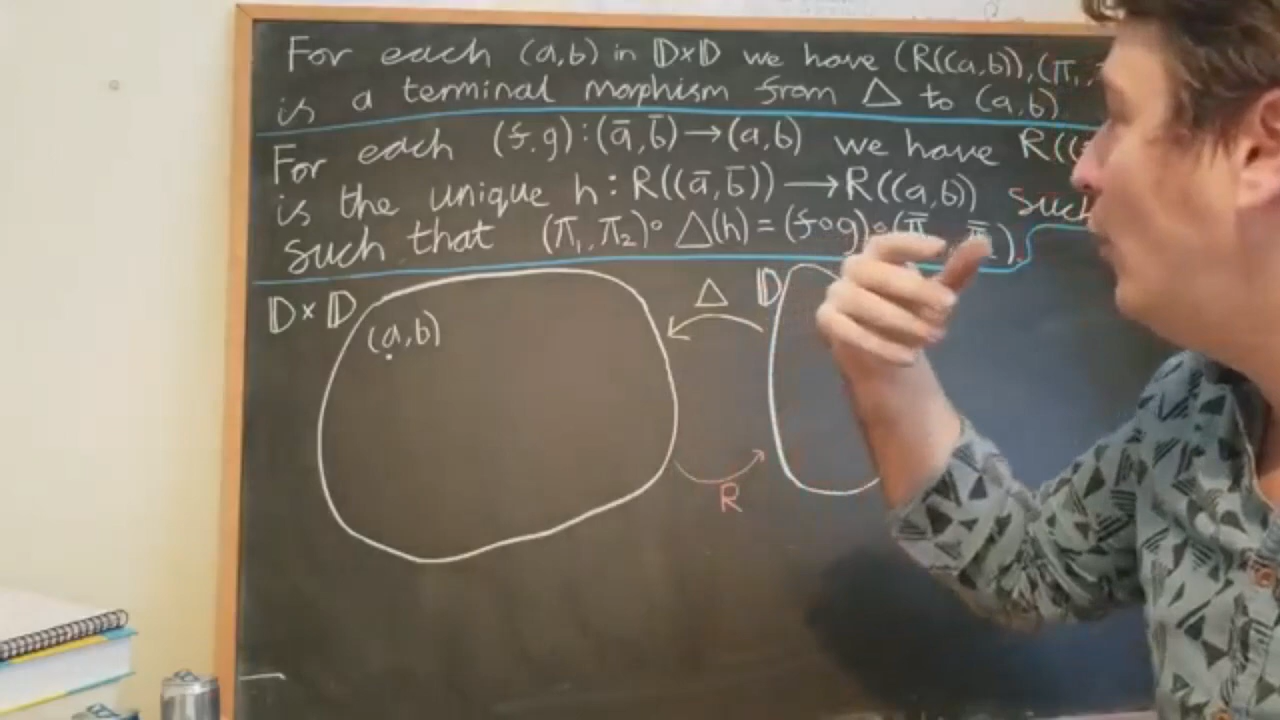 For each (a,b) in 𝔻×𝔻 we have (R((a,b)),(π₁,
is a terminal morphism from Δ to (a,b)
For each (f,g):(ā,b̄)→(a,b) we have R((
is the unique h:R((ā,b̄))→R((a,b)) such
such that (π₁,π₂)∘Δ(h)=(f∘g)∘(π̄
𝔻×𝔻
(a,b)
Δ
𝔻
R